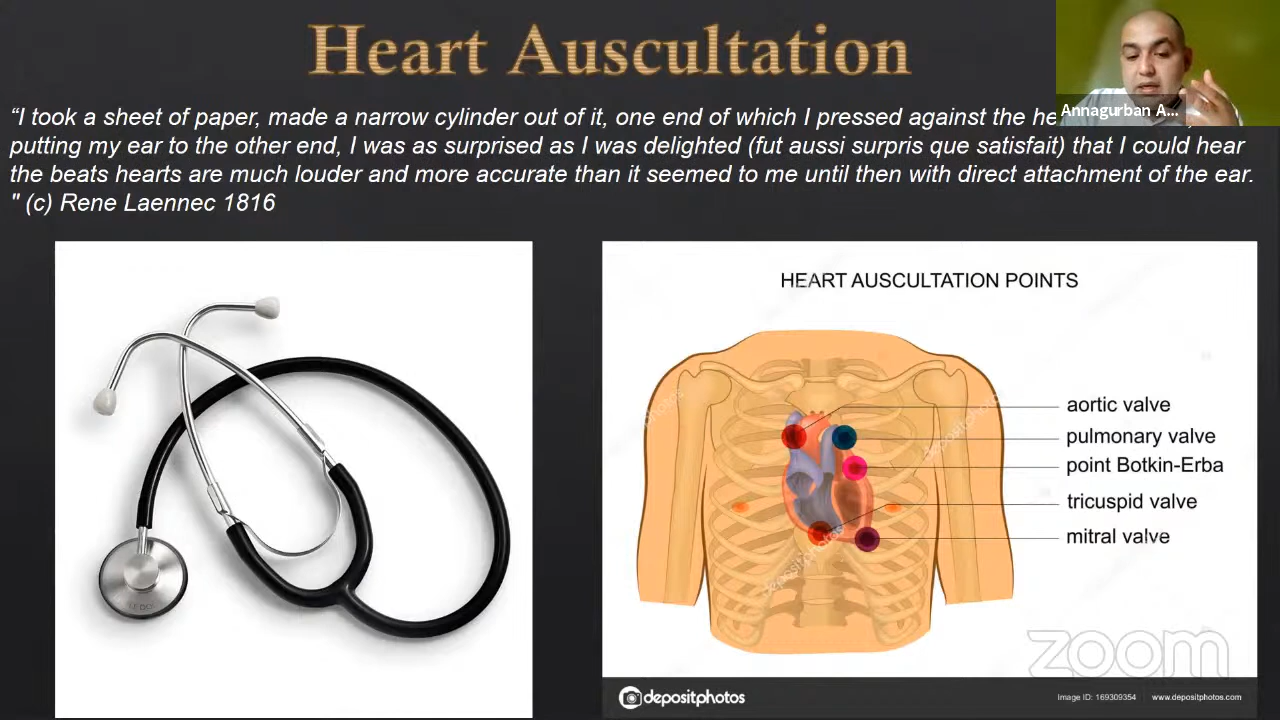 Heart Auscultation
“I took a sheet of paper, made a narrow cylinder out of it, one end of which I pressed against the
Annagurban A...
putting my ear to the other end, I was as surprised as I was delighted (fut aussi surpris que satisfait) that I could hear
the beats hearts are much louder and more accurate than it seemed to me until then with direct attachment of the ear.
" (c) Rene Laennec 1816
HEART AUSCULTATION POINTS
aortic valve
pulmonary valve
point Botkin-Erba
tricuspid valve
mitral valve
depositphotos
depositphotos
depositphotos
zoom
depositphotos
Image ID: 169309354
www.depositphotos.com